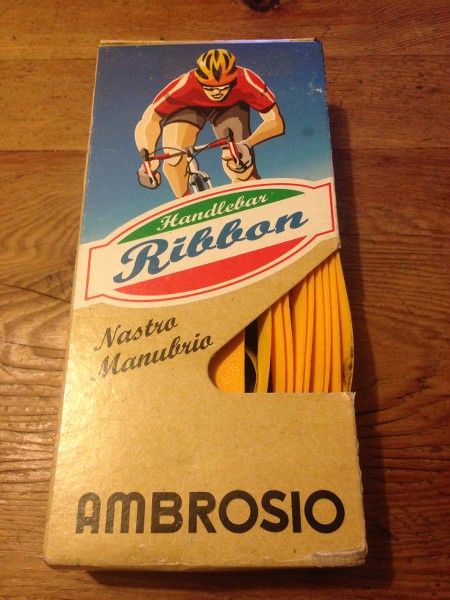 M
Handlebar
Ribbon
Nastro
Manubrio
AMBROSIO